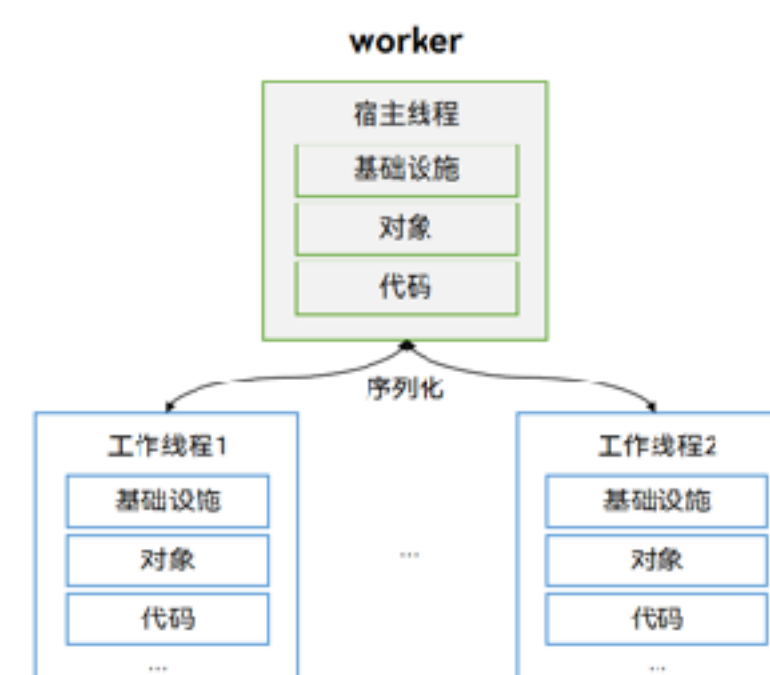 worker
宿主线程
基础设施
对象
代码
序列化
工作线程1
基础设施
对象
代码
...
...
工作线程2
基础设施
对象
代码
...